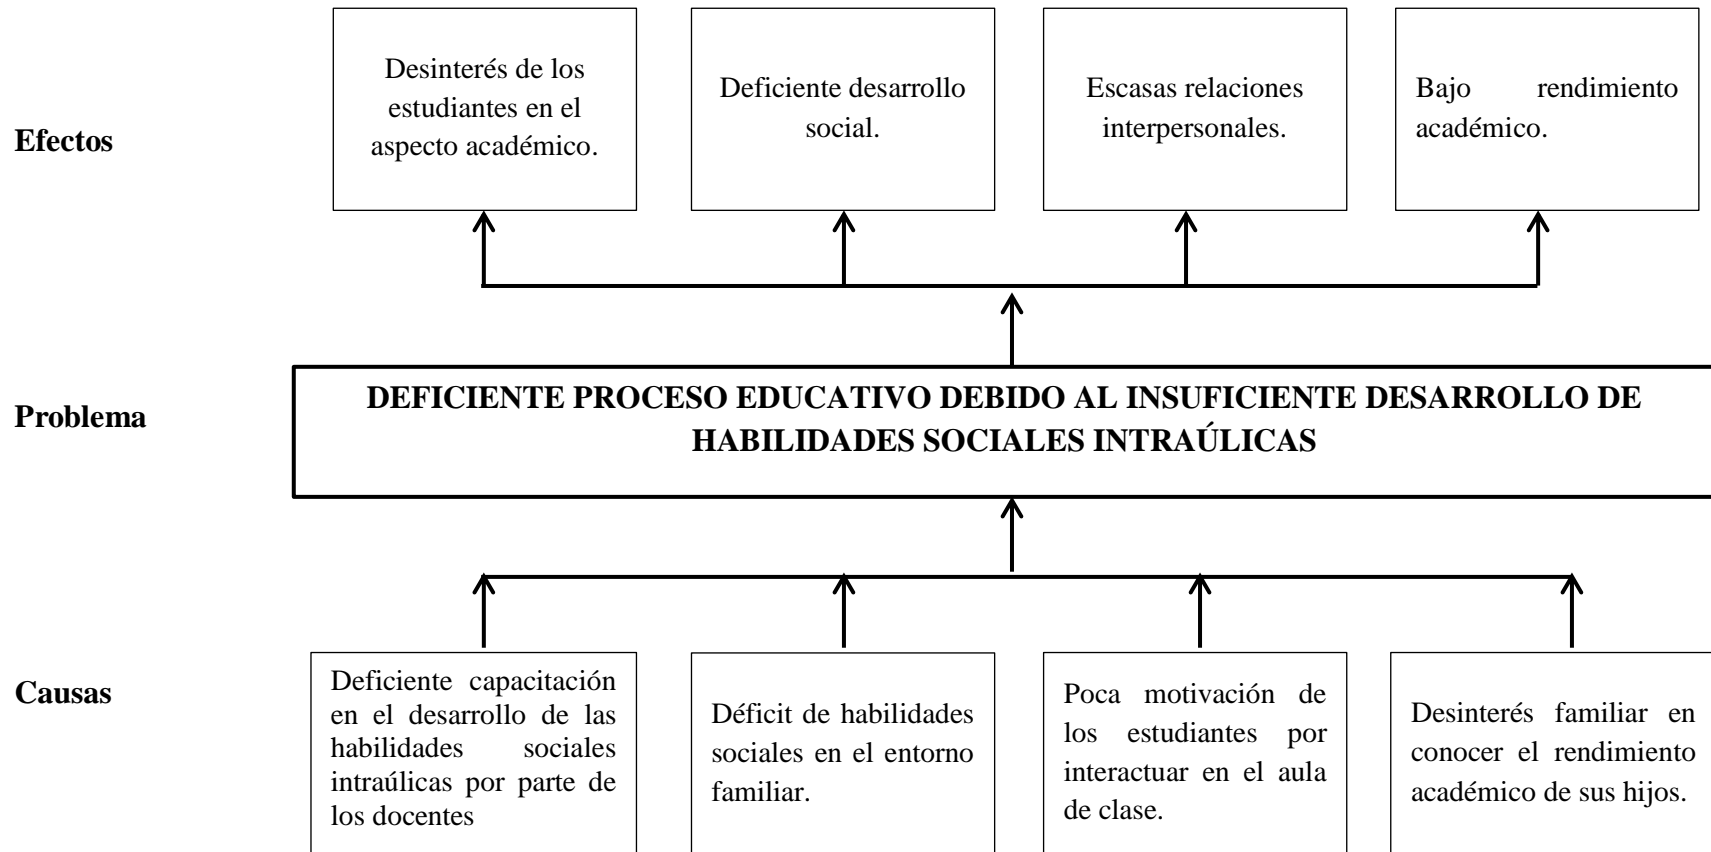 Efectos
Desinterés de los
estudiantes en el
aspecto académico.
Deficiente desarrollo
social.
Escasas relaciones
interpersonales.
Bajo rendimiento
académico.
Problema
DEFICIENTE PROCESO EDUCATIVO DEBIDO AL INSUFICIENTE DESARROLLO DE
HABILIDADES SOCIALES INTRAÚLICAS
Causas
Deficiente capacitación
en el desarrollo de las
habilidades sociales
intraúlicas por parte de
los docentes
Déficit de habilidades
sociales en el entorno
familiar.
Poca motivación de
los estudiantes por
interactuar en el aula
de clase.
Desinterés familiar en
conocer el rendimiento
académico de sus hijos.